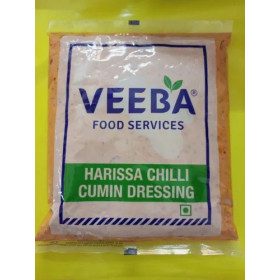 VEEBA®
FOOD SERVICES
HARISSA CHILLI
CUMIN DRESSING